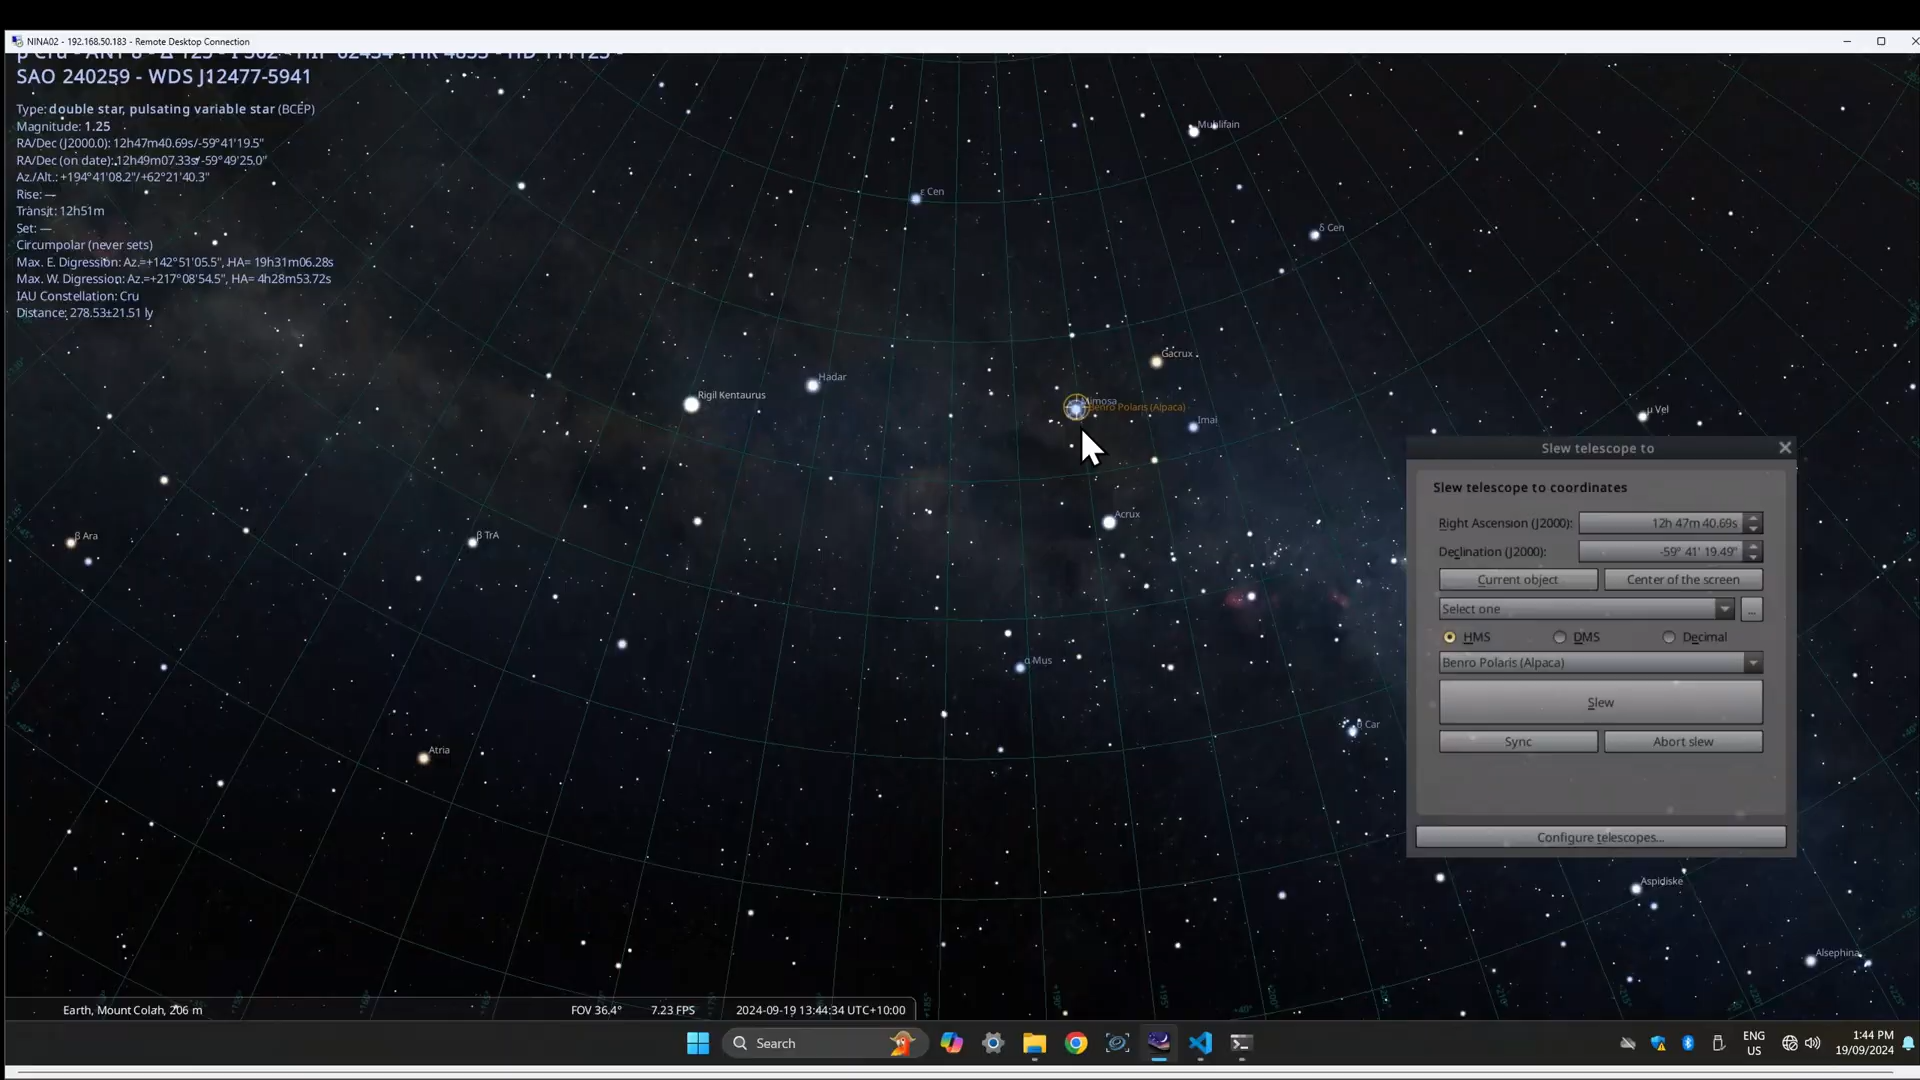 NINA02 - 192.168.50.183 - Remote Desktop Connection
SAO 240259 - WDS J12477-5941
Type: double star, pulsating variable star (BCEP)
Magnitude: 1.25
RA/Dec (J2000.0): 12h47m40.69s/-59°41'19.5"
RA/Dec (on date): 12h49m07.33s/-59°49'25.0"
Az./Alt.: +194°41'08.2"/+62°21'40.3"
Rise: —
Transit: 12h51m
Set: —
Circumpolar (never sets)
Max. E. Digression: Az.=+142°51'05.5", HA= 19h31m06.28s
Max. W. Digression: Az.=+217°08'54.5", HA= 4h28m53.72s
IAU Constellation: Cru
Distance: 278.53±21.51 ly
Muhlifain
ε Cen
δ Cen
Gacrux
Hadar
Rigil Kentaurus
Mimosa
Benro Polaris (Alpaca)
Imai
μ Vel
Acrux
β Ara
β TrA
α Mus
Atria
Car
Aspidiske
Alsephina
Slew telescope to
Slew telescope to coordinates
Right Ascension (J2000): 12h 47m 40.69s
Declination (J2000): -59° 41' 19.49"
Current object Center of the screen
Select one ...
HMS DMS Decimal
Benro Polaris (Alpaca)
Slew
Sync Abort slew
Configure telescopes...
Earth, Mount Colah, 206 m FOV 36.4° 7.23 FPS 2024-09-19 13:44:34 UTC+10:00
Search
ENG
US
1:44 PM
19/09/2024